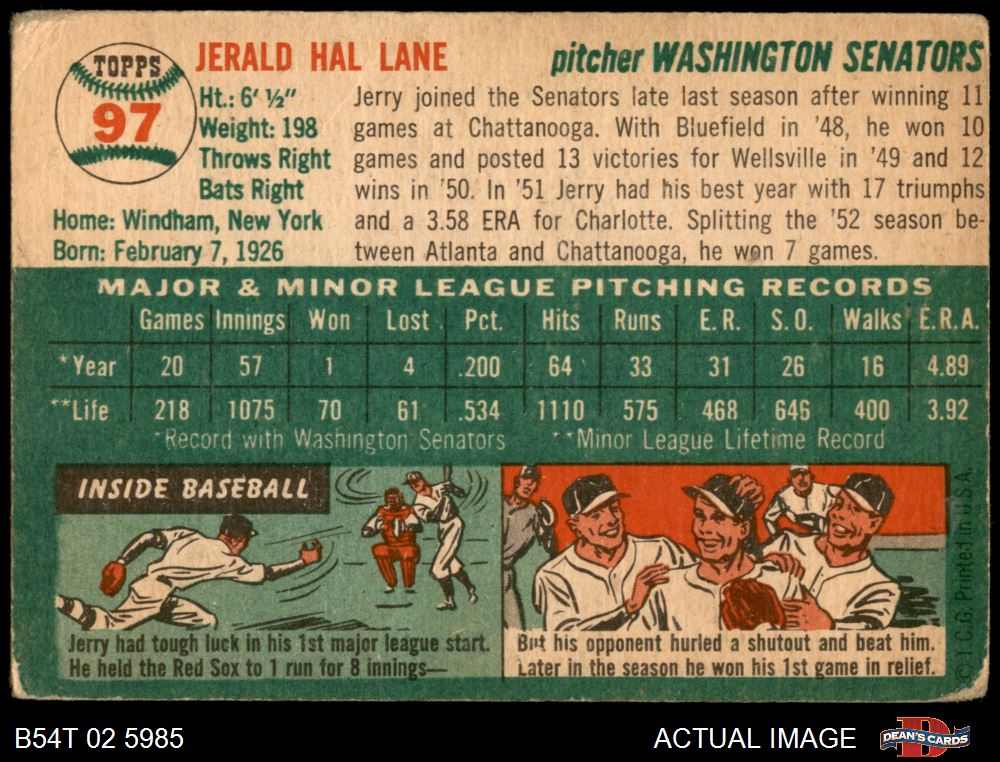 TOPPS
97
JERALD HAL LANE
pitcher WASHINGTON SENATORS
Ht.: 6' ½"
Weight: 198
Throws Right
Bats Right
Home: Windham, New York
Born: February 7, 1926
Jerry joined the Senators late last season after winning 11
games at Chattanooga. With Bluefield in '48, he won 10
games and posted 13 victories for Wellsville in '49 and 12
wins in '50. In '51 Jerry had his best year with 17 triumphs
and a 3.58 ERA for Charlotte. Splitting the '52 season be-
tween Atlanta and Chattanooga, he won 7 games.
MAJOR & MINOR LEAGUE PITCHING RECORDS
Games Innings Won Lost Pct. Hits Runs E.R. S.O. Walks E.R.A.
*Year 20 57 1 4 .200 64 33 31 26 16 4.89
**Life 218 1075 70 61 .534 1110 575 468 646 400 3.92
*Record with Washington Senators **Minor League Lifetime Record
INSIDE BASEBALL
Jerry had tough luck in his 1st major league start.
He held the Red Sox to 1 run for 8 innings—
But his opponent hurled a shutout and beat him.
Later in the season he won his 1st game in relief.
© T.C.G. Printed in U.S.A.
B54T 02 5985
ACTUAL IMAGE
DEAN'S CARDS